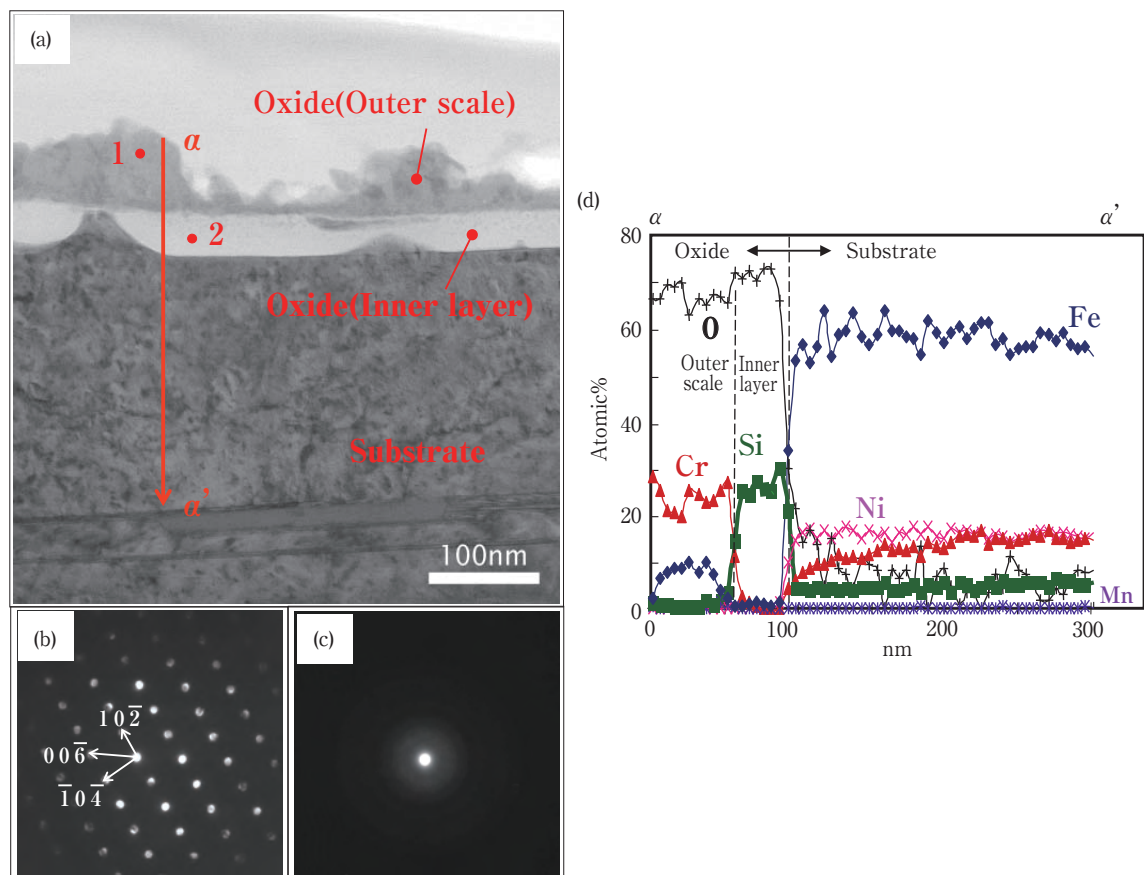 (a)
Oxide(Outer scale)
1
α
2
Oxide(Inner layer)
Substrate
α'
100nm
(b)
1 0 2̅
0 0 6̅
1̅ 0 4̅
(c)
(d)
α
α'
80
Oxide
Substrate
O
Fe
60
Outer scale
Inner layer
Atomic%
40
Si
Cr
Ni
20
Mn
0
0
100
200
300
nm